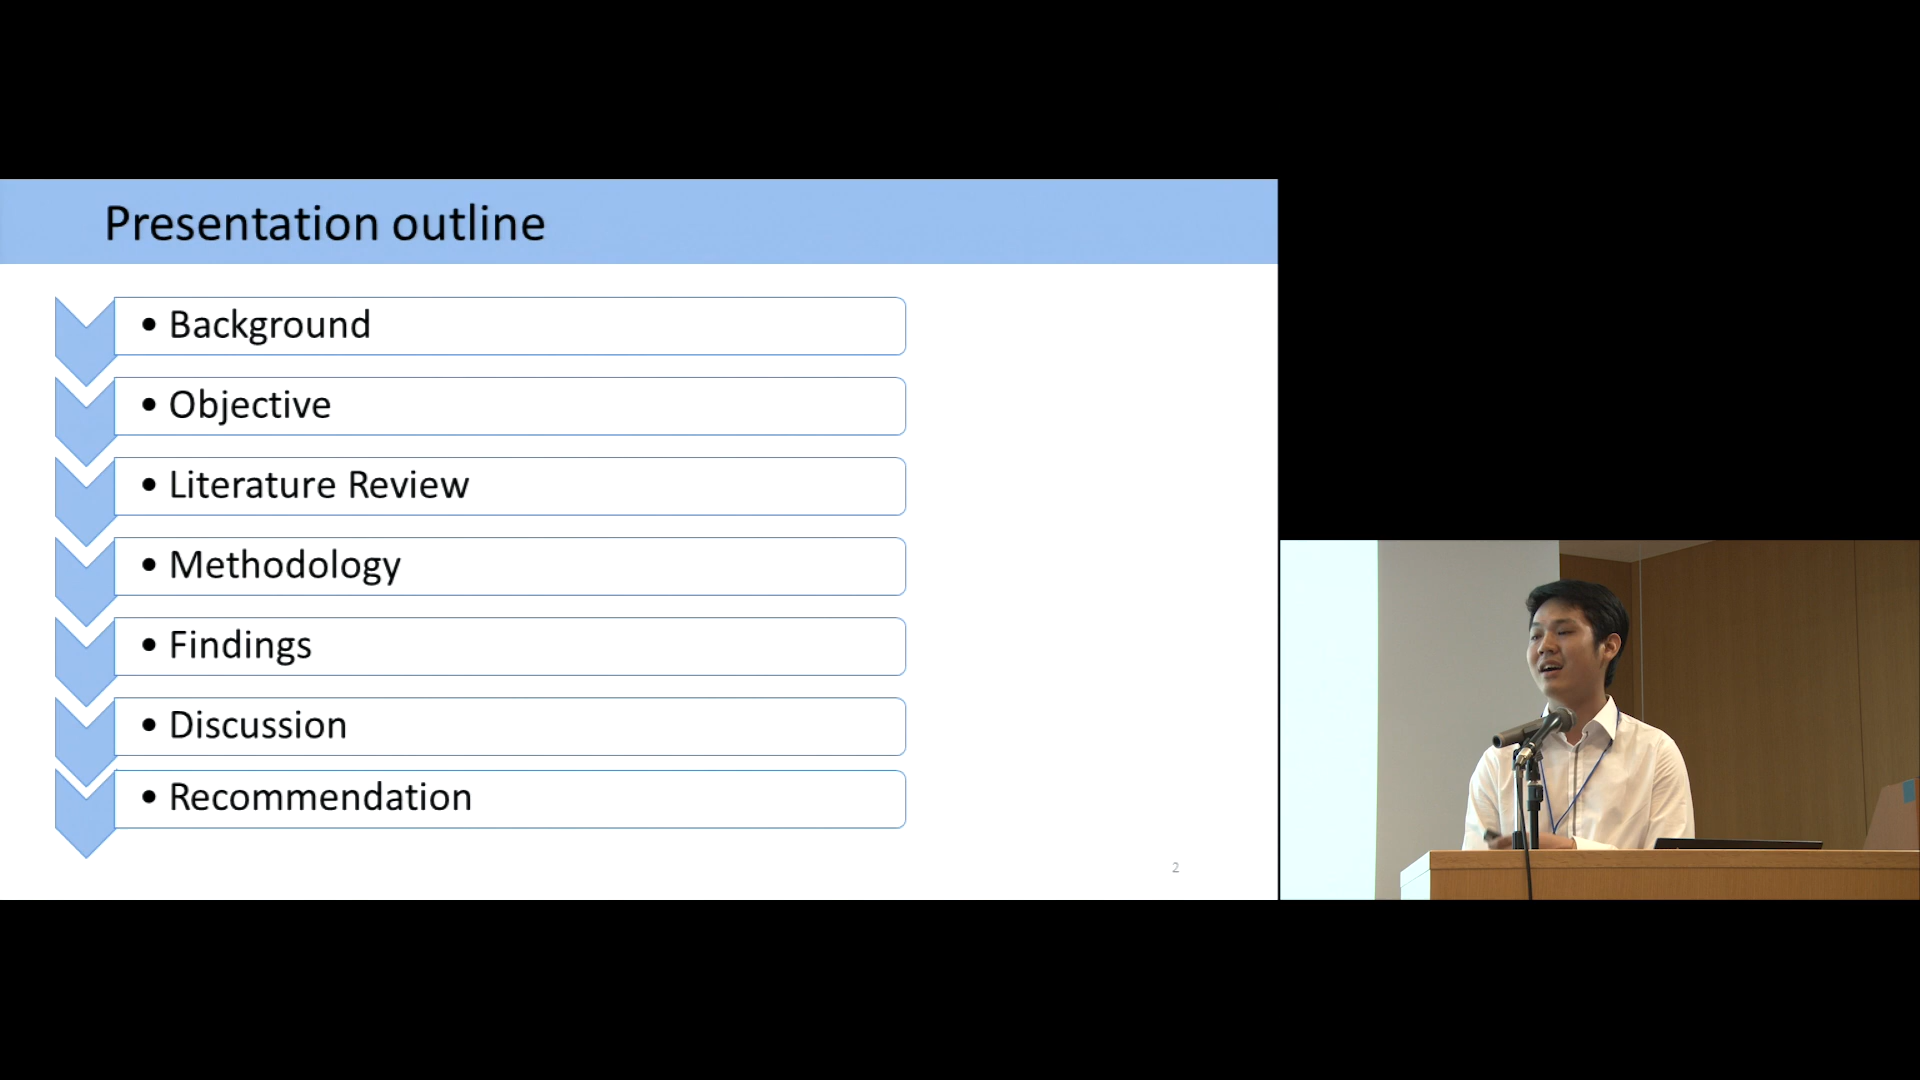 Presentation outline
• Background
• Objective
• Literature Review
• Methodology
• Findings
• Discussion
• Recommendation
2